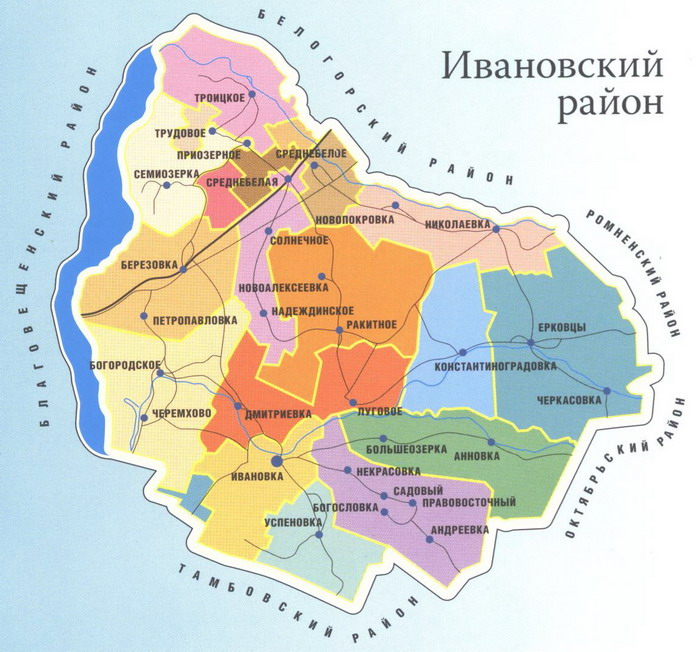 Ивановский
район
БЕЛОГОРСКИЙ РАЙОН
БЛАГОВЕЩЕНСКИЙ РАЙОН
РОМНЕНСКИЙ РАЙОН
ОКТЯБРЬСКИЙ РАЙОН
ТАМБОВСКИЙ РАЙОН
ТРОИЦКОЕ
ТРУДОВОЕ
ПРИОЗЕРНОЕ
СРЕДНЕБЕЛОЕ
СЕМИОЗЕРКА
СРЕДНЕБЕЛАЯ
НОВОПОКРОВКА
НИКОЛАЕВКА
СОЛНЕЧНОЕ
БЕРЕЗОВКА
НОВОАЛЕКСЕЕВКА
НАДЕЖДИНСКОЕ
ПЕТРОПАВЛОВКА
РАКИТНОЕ
ЕРКОВЦЫ
БОГОРОДСКОЕ
КОНСТАНТИНОГРАДОВКА
ЧЕРКАСОВКА
ЧЕРЕМХОВО
ДМИТРИЕВКА
ЛУГОВОЕ
БОЛЬШЕОЗЕРКА
АННОВКА
ИВАНОВКА
НЕКРАСОВКА
САДОВЫЙ
ПРАВОВОСТОЧНЫЙ
БОГОСЛОВКА
УСПЕНОВКА
АНДРЕЕВКА